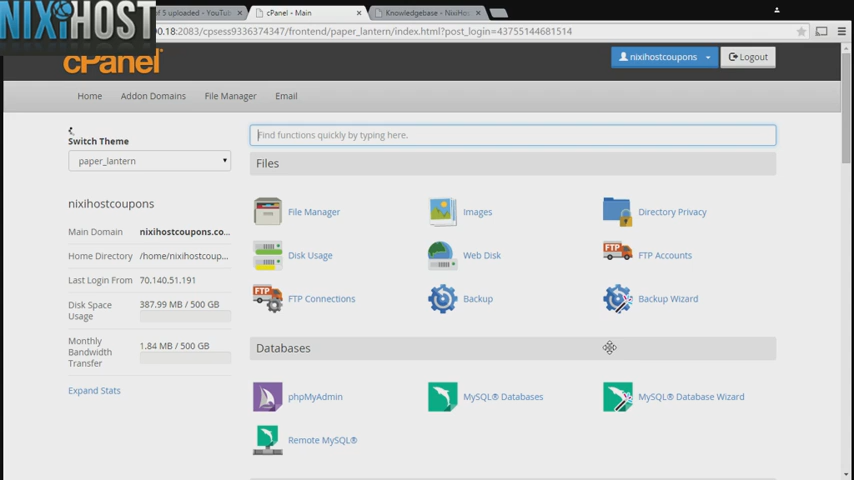 NIXIHOST
of 5 uploaded - YouTub
cPanel - Main
Knowledgebase - NixiHos
00.18:2083/cpsess9336374347/frontend/paper_lantern/index.html?post_login=43755144681514
cPanel
nixihostcoupons
Logout
Home
Addon Domains
File Manager
Email
Switch Theme
paper_lantern
nixihostcoupons
Main Domain nixihostcoupons.co...
Home Directory /home/nixihostcoup...
Last Login From 70.140.51.191
Disk Space Usage 387.99 MB / 500 GB
Monthly Bandwidth Transfer 1.84 MB / 500 GB
Expand Stats
Find functions quickly by typing here.
Files
File Manager
Images
Directory Privacy
Disk Usage
Web Disk
FTP Accounts
FTP Connections
Backup
Backup Wizard
Databases
phpMyAdmin
MySQL® Databases
MySQL® Database Wizard
Remote MySQL®